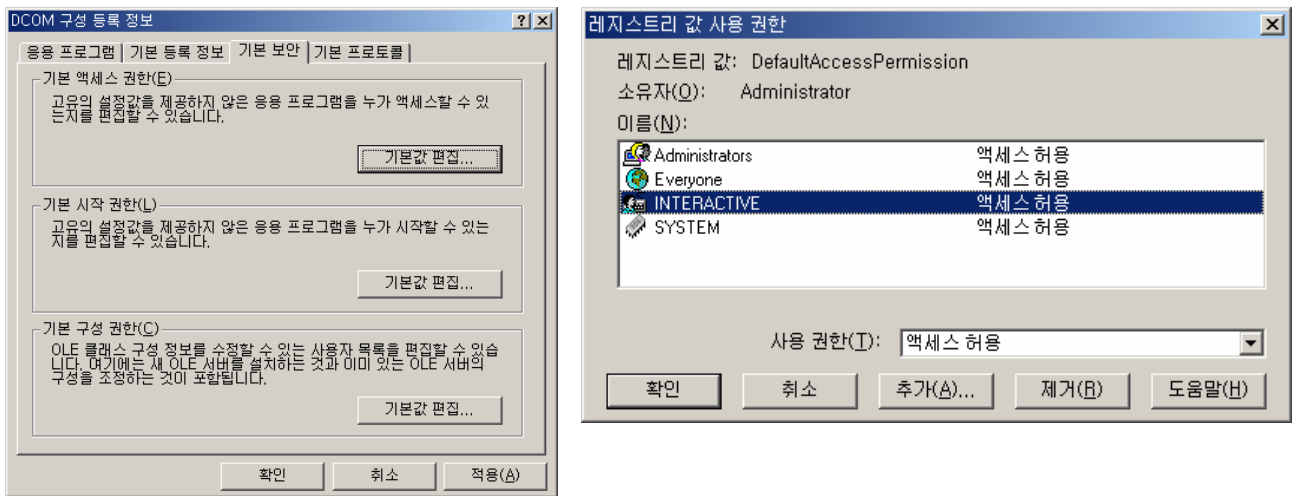 DCOM 구성 등록 정보
응용 프로그램 기본 등록 정보 기본 보안 기본 프로토콜
기본 액세스 권한(E)
고유의 설정값을 제공하지 않은 응용 프로그램을 누가 액세스할 수 있
는지를 편집할 수 있습니다.
기본값 편집...
기본 시작 권한(L)
고유의 설정값을 제공하지 않은 응용 프로그램을 누가 시작할 수 있는
지를 편집할 수 있습니다.
기본값 편집...
기본 구성 권한(C)
OLE 클래스 구성 정보를 수정할 수 있는 사용자 목록을 편집할 수 있습
니다. 여기에는 새 OLE 서버를 설치하는 것과 이미 있는 OLE 서버의
구성을 조정하는 것이 포함됩니다.
기본값 편집...
확인 취소 적용(A)
레지스트리 값 사용 권한
레지스트리 값: DefaultAccessPermission
소유자(O): Administrator
이름(N):
Administrators 액세스 허용
Everyone 액세스 허용
INTERACTIVE 액세스 허용
SYSTEM 액세스 허용
사용 권한(T): 액세스 허용
확인 취소 추가(A)... 제거(R) 도움말(H)